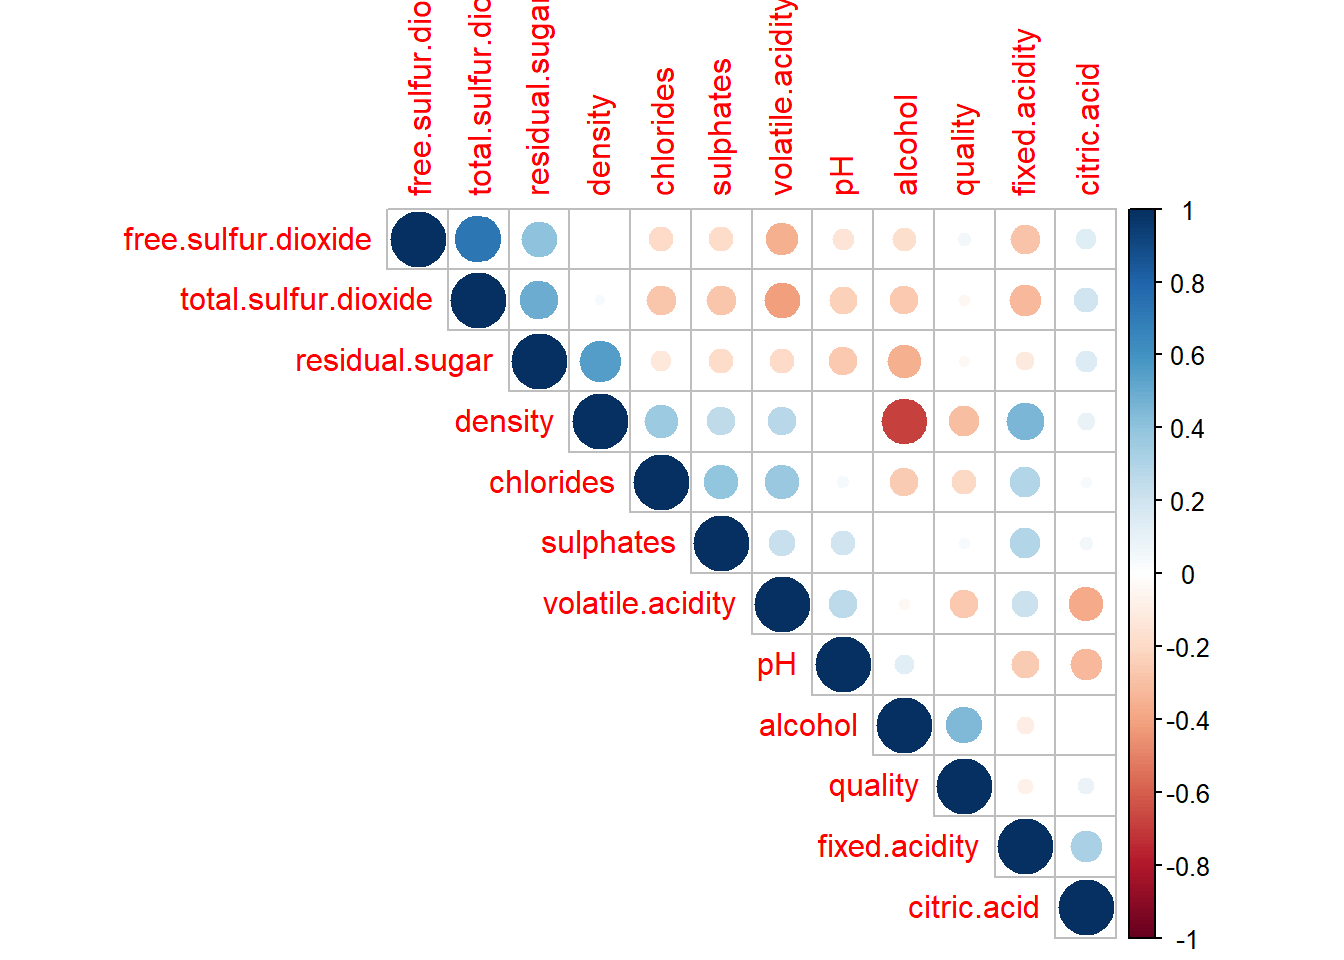 free.sulfur.dio
total.sulfur.dio
residual.sugar
density
chlorides
sulphates
volatile.acidity
pH
alcohol
quality
fixed.acidity
citric.acid
free.sulfur.dioxide
total.sulfur.dioxide
residual.sugar
density
chlorides
sulphates
volatile.acidity
pH
alcohol
quality
fixed.acidity
citric.acid
1
0.8
0.6
0.4
0.2
0
-0.2
-0.4
-0.6
-0.8
-1